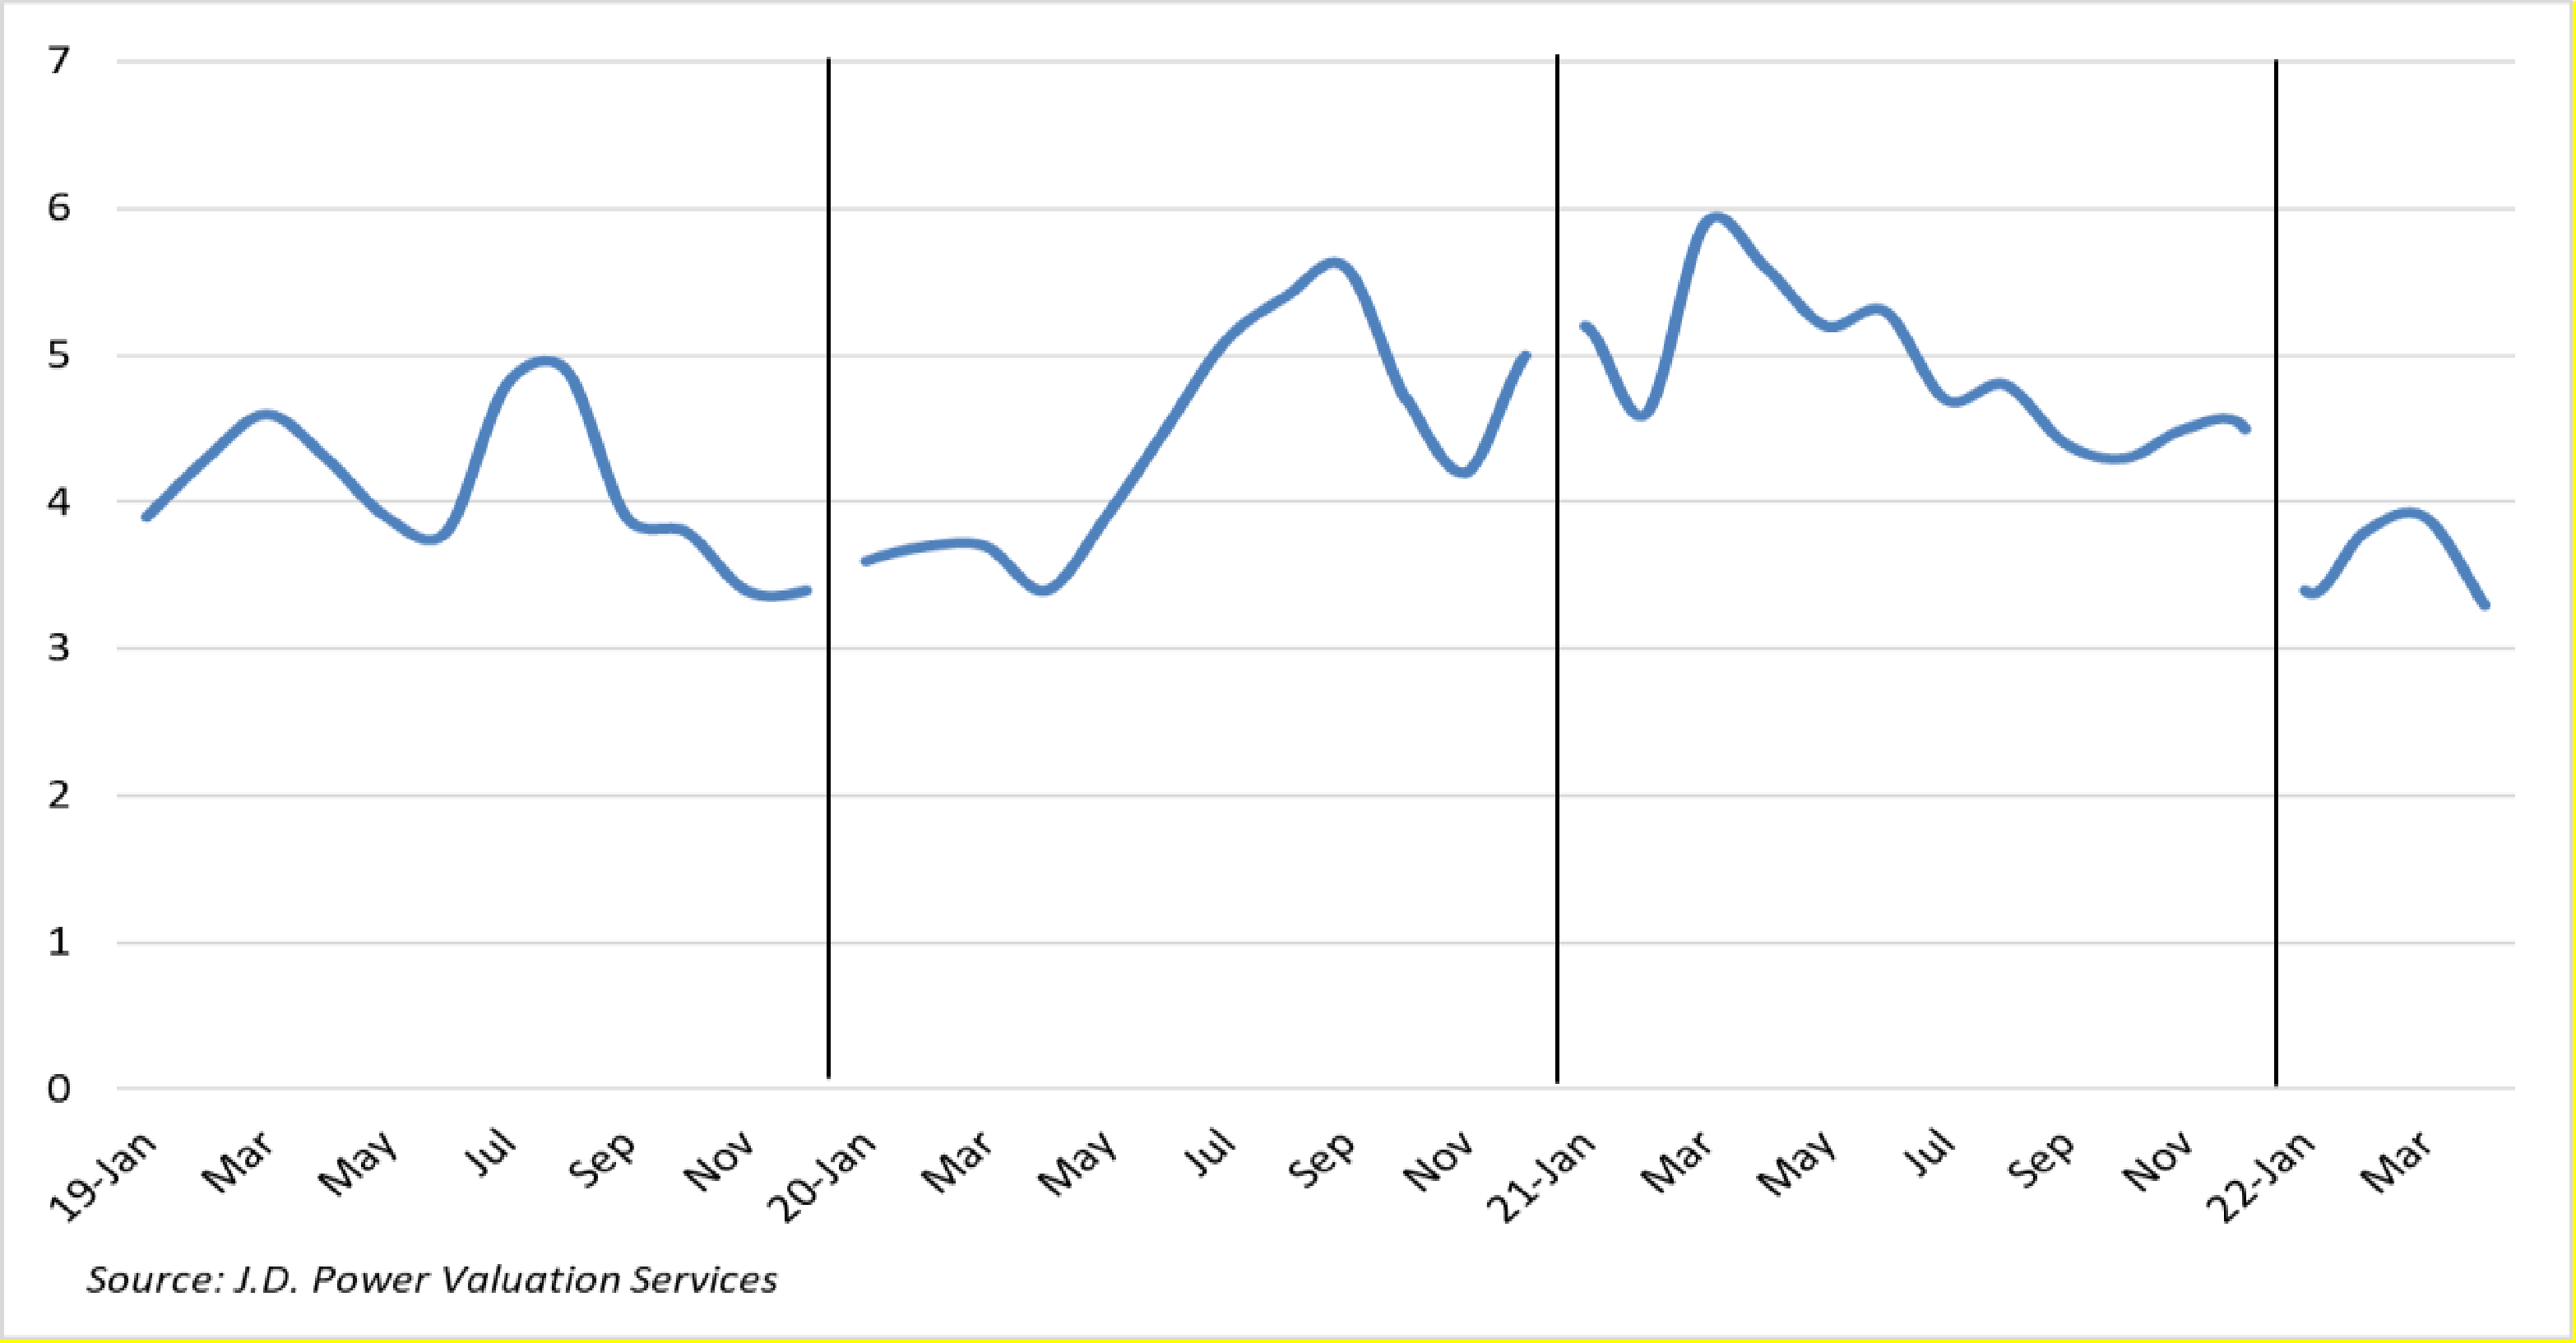 7
6
5
4
3
2
1
0
19-Jan
Mar
May
Jul
Sep
Nov
20-Jan
Mar
May
Jul
Sep
Nov
21-Jan
Mar
May
Jul
Sep
Nov
22-Jan
Mar
Source: J.D. Power Valuation Services